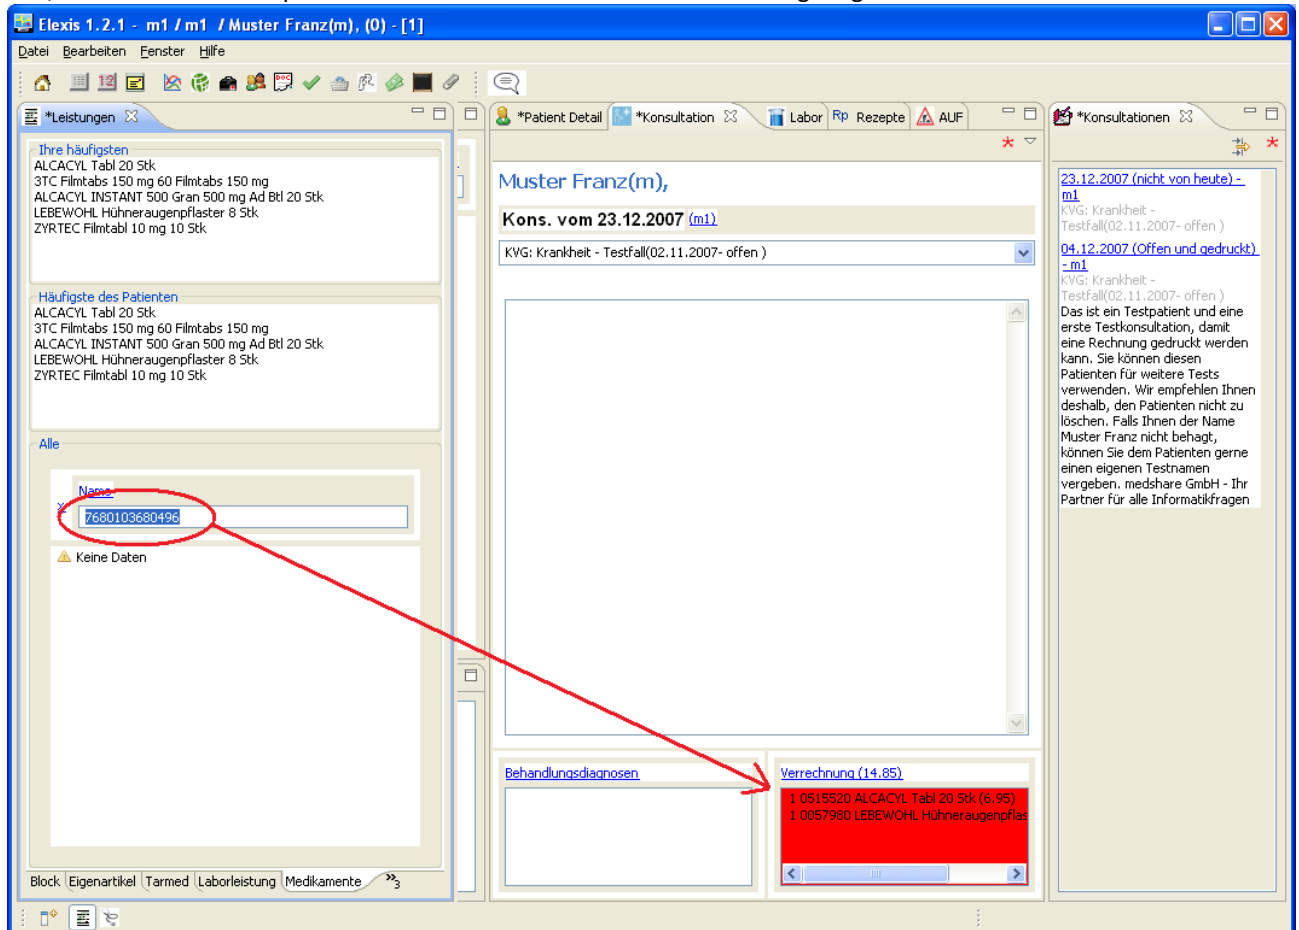 Elexis 1.2.1 - m1 / m1 / Muster Franz(m), (0) - [1]
Datei Bearbeiten Fenster Hilfe
*Leistungen
Ihre häufigsten
ALCACYL Tabl 20 Stk
3TC Filmtabs 150 mg 60 Filmtabs 150 mg
ALCACYL INSTANT 500 Gran 500 mg Ad Btl 20 Stk
LEBEWOHL Hühneraugenpflaster 8 Stk
ZYRTEC Filmtabl 10 mg 10 Stk
Häufigste des Patienten
ALCACYL Tabl 20 Stk
3TC Filmtabs 150 mg 60 Filmtabs 150 mg
ALCACYL INSTANT 500 Gran 500 mg Ad Btl 20 Stk
LEBEWOHL Hühneraugenpflaster 8 Stk
ZYRTEC Filmtabl 10 mg 10 Stk
Alle
Name
7680103680496
Keine Daten
Block Eigenartikel Tarmed Laborleistung Medikamente »3
*Patient Detail *Konsultation Labor Rp Rezepte AUF
Muster Franz(m),
Kons. vom 23.12.2007 (m1)
KVG: Krankheit - Testfall(02.11.2007- offen )
Behandlungsdiagnosen
Verrechnung (14.85)
1 0515520 ALCACYL Tabl 20 Stk (6.95)
1 0057980 LEBEWOHL Hühneraugenpflas
*Konsultationen
23.12.2007 (nicht von heute) -
m1
KVG: Krankheit -
Testfall(02.11.2007- offen )
04.12.2007 (Offen und gedruckt)
- m1
KVG: Krankheit -
Testfall(02.11.2007- offen )
Das ist ein Testpatient und eine
erste Testkonsultation, damit
eine Rechnung gedruckt werden
kann. Sie können diesen
Patienten für weitere Tests
verwenden. Wir empfehlen Ihnen
deshalb, den Patienten nicht zu
löschen. Falls Ihnen der Name
Muster Franz nicht behagt,
können Sie dem Patienten gerne
einen eigenen Testnamen
vergeben. medshare GmbH - Ihr
Partner für alle Informatikfragen